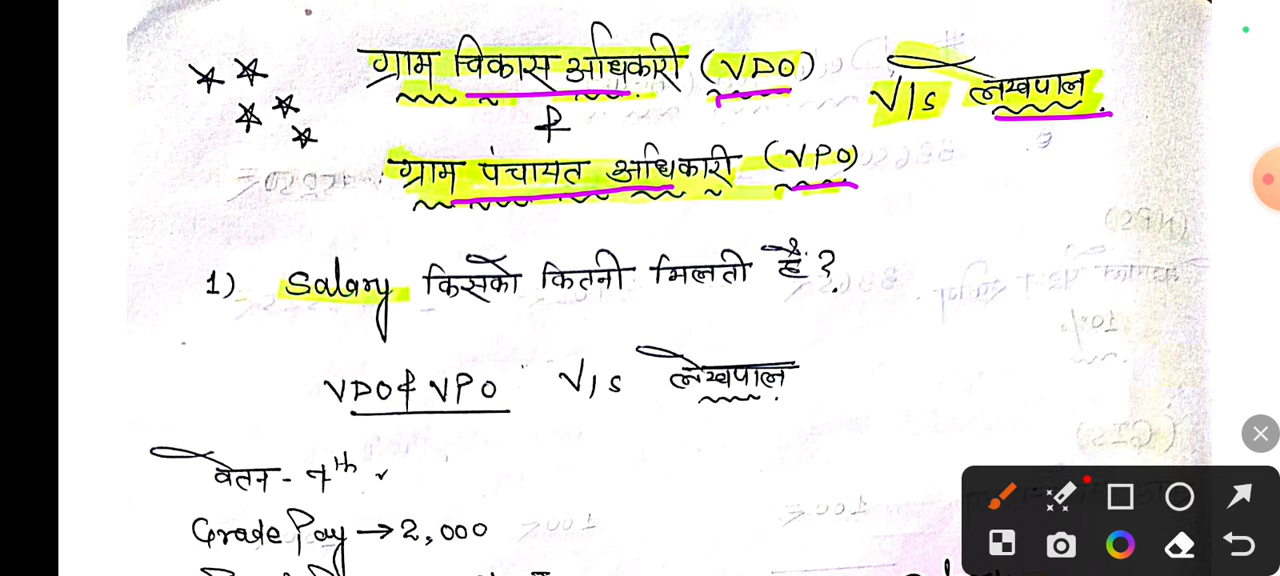 ग्राम विकास अधिकारी (VDO) V/s लेखपाल
&
ग्राम पंचायत अधिकारी (VPO)
1) Salary किसको कितनी मिलती है?
VDO & VPO V/s लेखपाल
वेतन - 7th
Grade Pay → 2,000